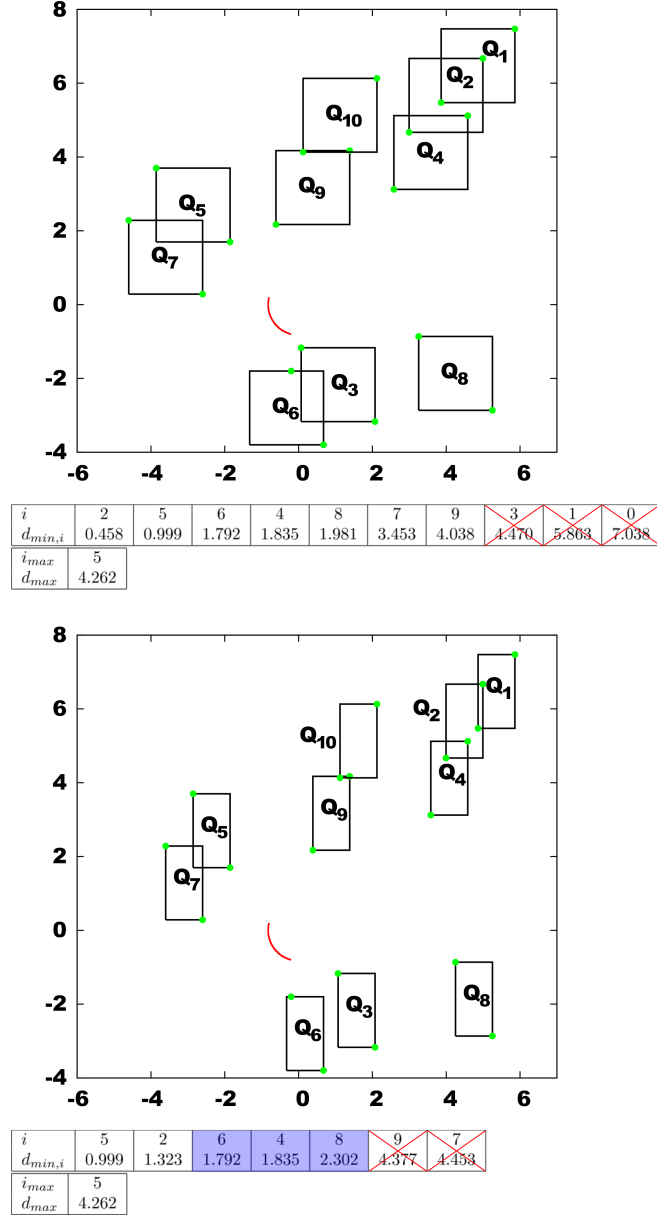 8
6
4
2
0
-2
-4
-6 -4 -2 0 2 4 6
Q1
Q2
Q10
Q4
Q9
Q5
Q7
Q8
Q3
Q6
i 2 5 6 4 8 7 9 3 1 0
dmin,i 0.458 0.999 1.792 1.835 1.981 3.453 4.038 4.470 5.863 7.038
imax 5
dmax 4.262
8
6
4
2
0
-2
-4
-6 -4 -2 0 2 4 6
Q1
Q2
Q10
Q4
Q9
Q5
Q7
Q8
Q3
Q6
i 5 2 6 4 8 9 7
dmin,i 0.999 1.323 1.792 1.835 2.302 4.377 4.453
imax 5
dmax 4.262